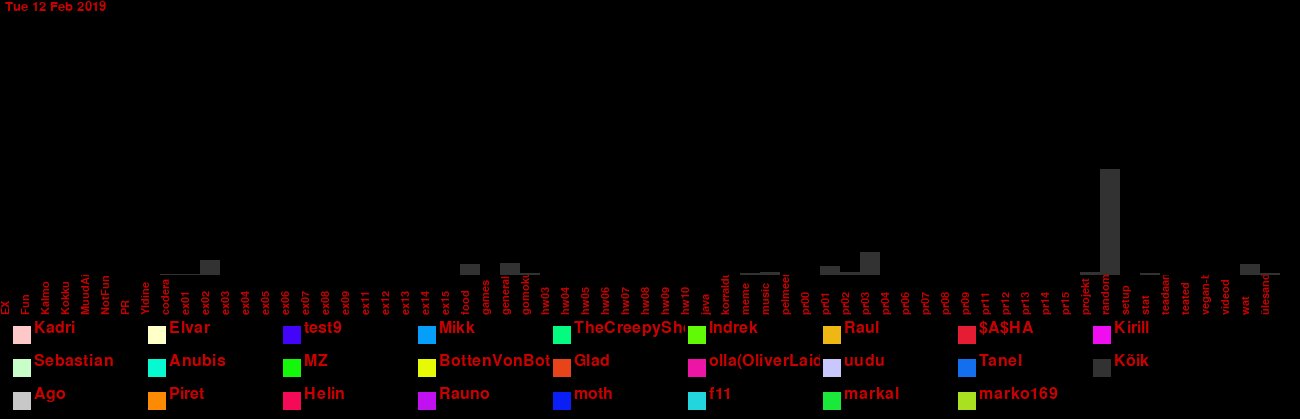 Tue 12 Feb 2019
EX
Fun
Kalmo
Kokku
MuudAi
NotFun
PR
Yldine
codera
ex01
ex02
ex03
ex04
ex05
ex06
ex07
ex08
ex09
ex11
ex12
ex13
ex14
ex15
food
games
general
gomoku
hw03
hw04
hw05
hw06
hw07
hw08
hw09
hw10
java
korraldu
meme
music
pelmeer
pr00
pr01
pr02
pr03
pr04
pr06
pr07
pr08
pr09
pr11
pr12
pr13
pr14
pr15
projekt
random
setup
stat
teadaan
teated
vegan-t
videod
wat
ülesand
Kadri Elvar test9 Mikk TheCreepyShe Indrek Raul $A$HA Kirill
Sebastian Anubis MZ BottenVonBot Glad olla(OliverLaid uudu Tanel Kõik
Ago Piret Helin Rauno moth f11 markal marko169